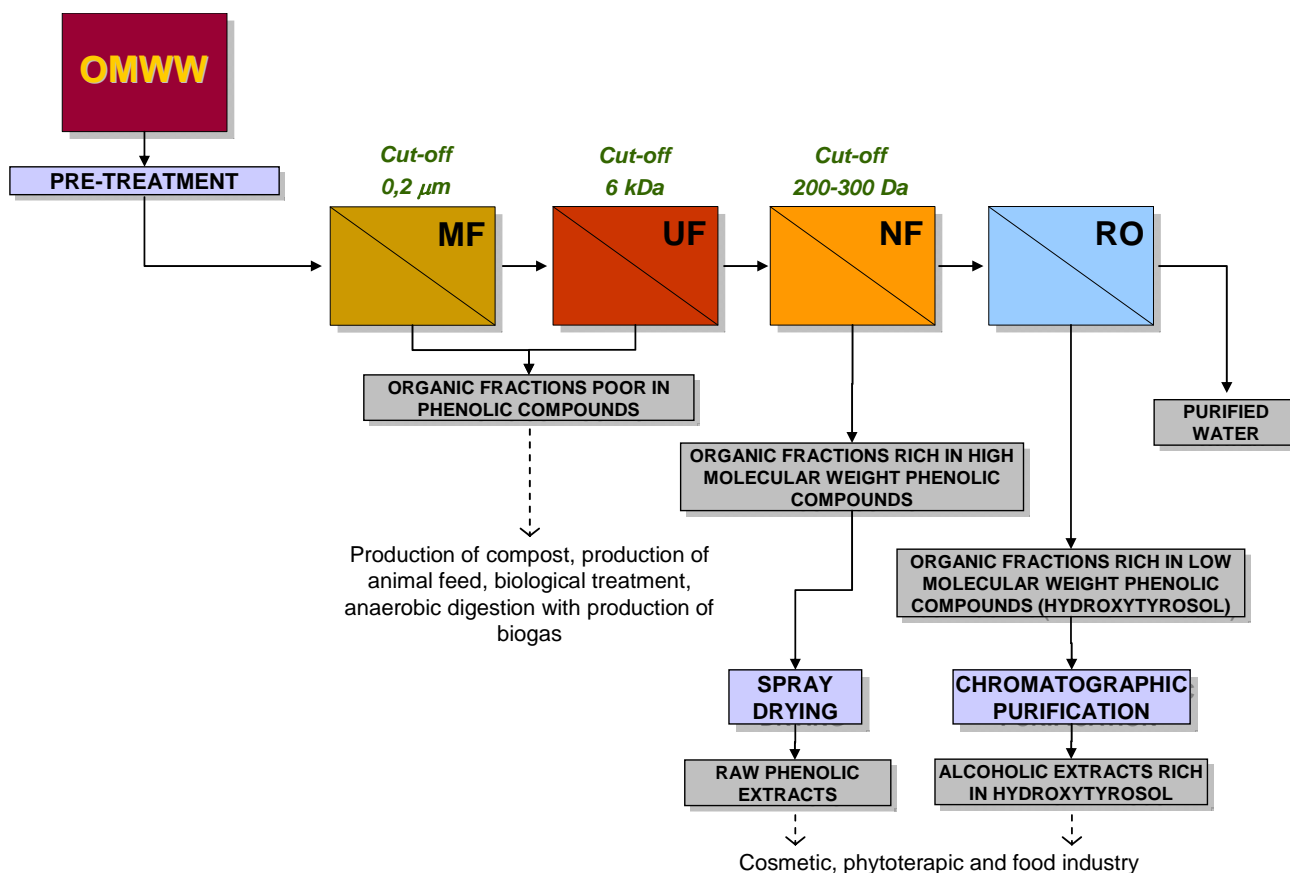 OMWW
PRE-TREATMENT
Cut-off
0,2 μm
Cut-off
6 kDa
Cut-off
200-300 Da
MF
UF
NF
RO
ORGANIC FRACTIONS POOR IN
PHENOLIC COMPOUNDS
PURIFIED
WATER
ORGANIC FRACTIONS RICH IN HIGH
MOLECULAR WEIGHT PHENOLIC
COMPOUNDS
Production of compost, production of
animal feed, biological treatment,
anaerobic digestion with production of
biogas
ORGANIC FRACTIONS RICH IN LOW
MOLECULAR WEIGHT PHENOLIC
COMPOUNDS (HYDROXYTYROSOL)
SPRAY
DRYING
CHROMATOGRAPHIC
PURIFICATION
RAW PHENOLIC
EXTRACTS
ALCOHOLIC EXTRACTS RICH
IN HYDROXYTYROSOL
Cosmetic, phytoterapic and food industry